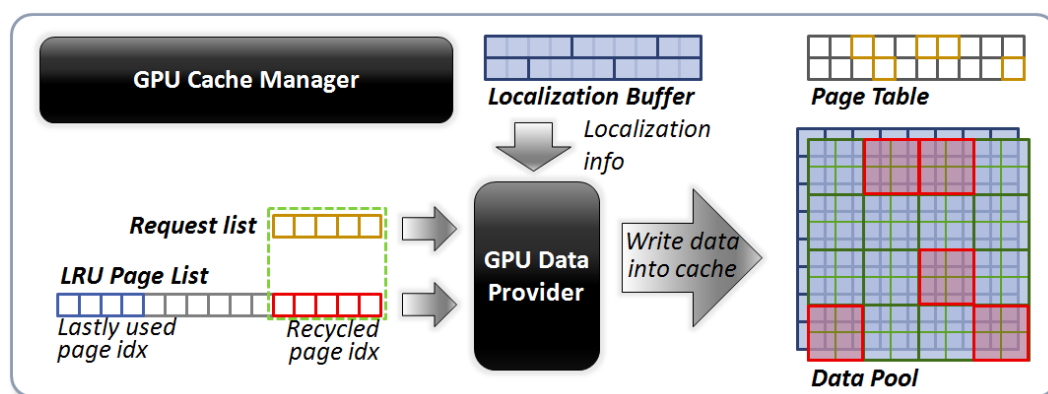 GPU Cache Manager
Localization Buffer
Page Table
Localization
info
Request list
LRU Page List
Lastly used
page idx
Recycled
page idx
GPU Data
Provider
Write data
into cache
Data Pool